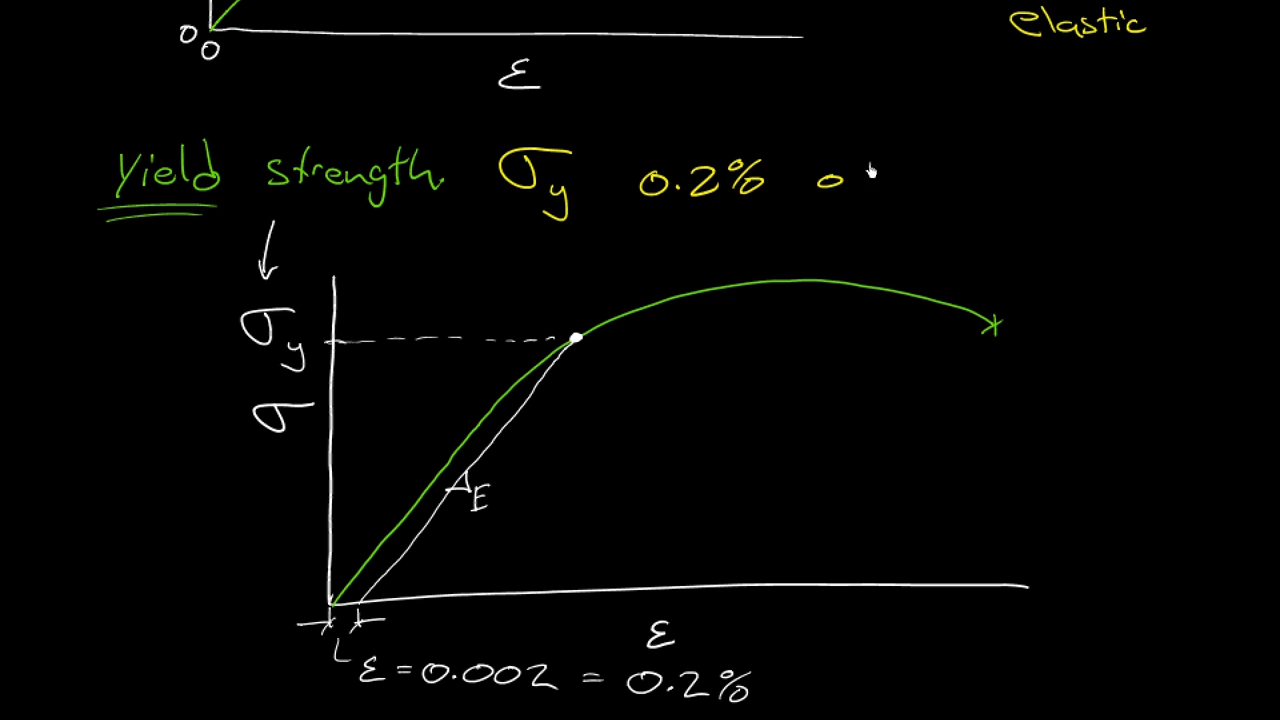 elastic
0
0
ε
Yield strength σy 0.2% o
σy
σ
E
ε
ε = 0.002 = 0.2%